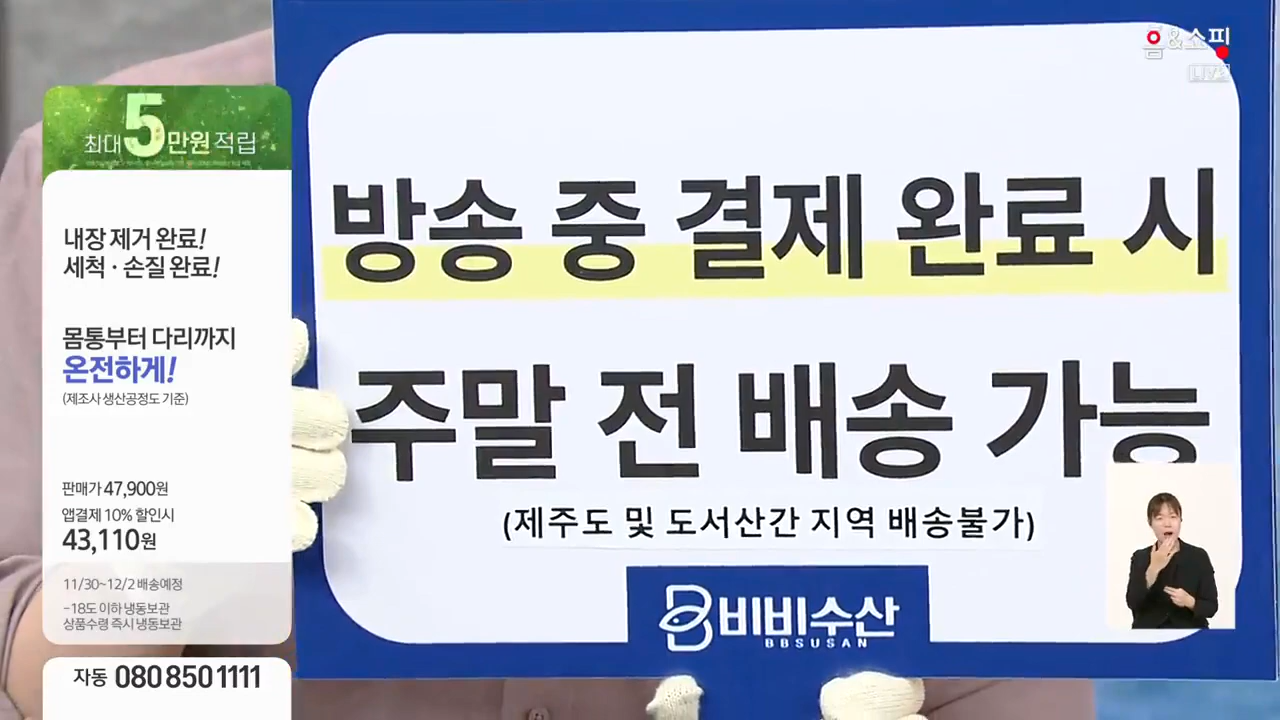 홈&쇼핑
LIVE
최대 5만원 적립
내장 제거 완료!
세척·손질 완료!
몸통부터 다리까지
온전하게!
(제조사 생산공정도 기준)
판매가 47,900원
앱결제 10% 할인시
43,110원
11/30~12/2 배송예정
-18도 이하 냉동보관
상품수령 즉시 냉동보관
자동 080 850 1111
방송 중 결제 완료 시
주말 전 배송 가능
(제주도 및 도서산간 지역 배송불가)
비비수산
BBSUSAN